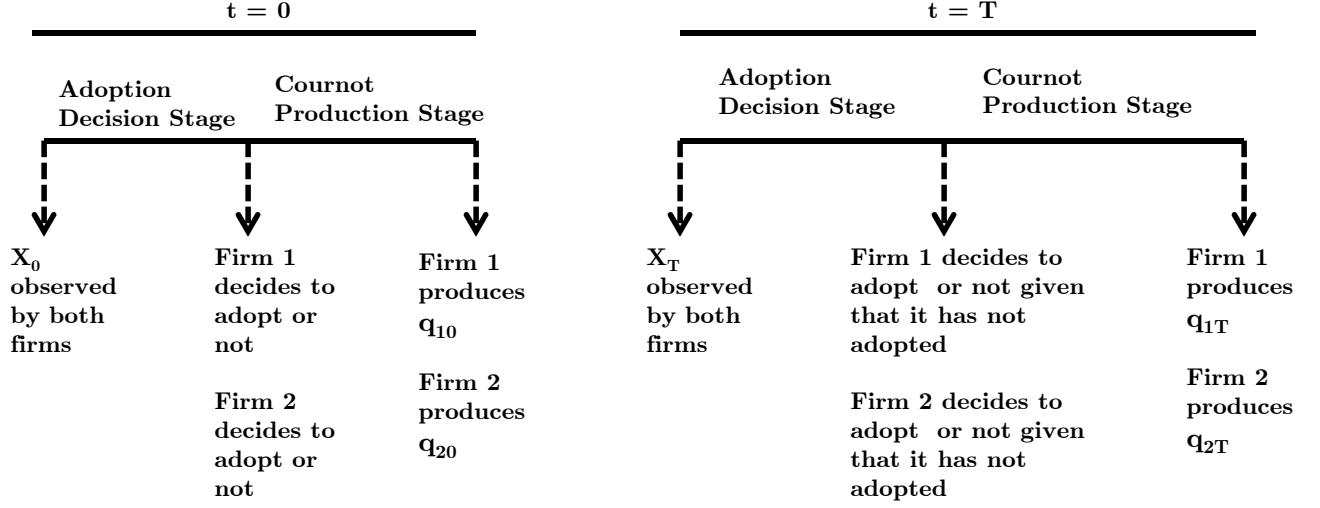 t = 0
Adoption
Decision Stage
Cournot
Production Stage
X₀
observed
by both
firms
Firm 1
decides to
adopt or
not
Firm 2
decides to
adopt or
not
Firm 1
produces
q₁₀
Firm 2
produces
q₂₀
t = T
Adoption
Decision Stage
Cournot
Production Stage
X_T
observed
by both
firms
Firm 1 decides to
adopt or not given
that it has not
adopted
Firm 2 decides to
adopt or not given
that it has not
adopted
Firm 1
produces
q_1T
Firm 2
produces
q_2T